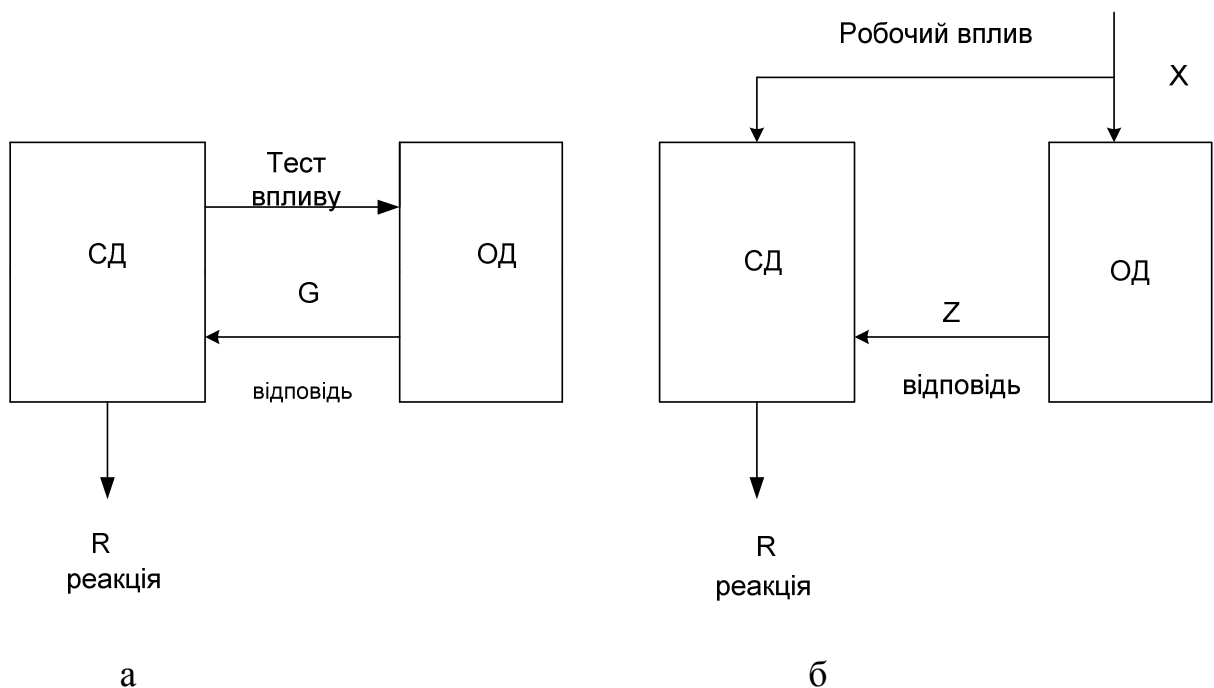 Тест
впливу
СД
ОД
G
відповідь
R
реакція
а
Робочий вплив
X
СД
ОД
Z
відповідь
R
реакція
б